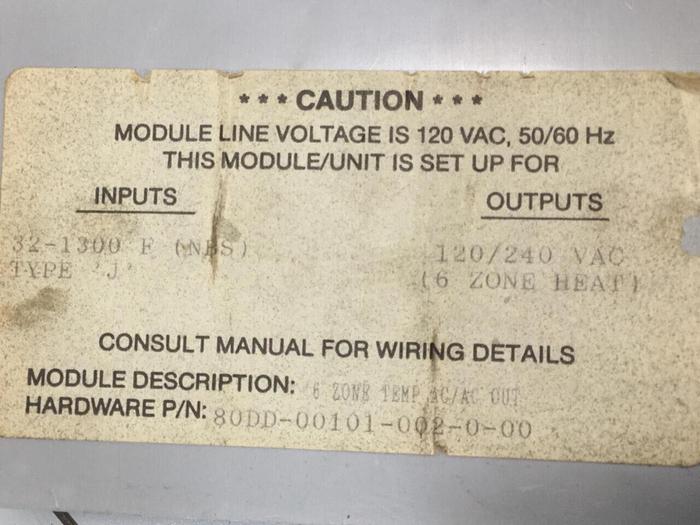 *** CAUTION ***
MODULE LINE VOLTAGE IS 120 VAC, 50/60 Hz
THIS MODULE/UNIT IS SET UP FOR
INPUTS OUTPUTS
32-1300 F (NBS) 120/240 VAC
TYPE 'J' (6 ZONE HEAT)
CONSULT MANUAL FOR WIRING DETAILS
MODULE DESCRIPTION: 6 ZONE TEMP TC/AC OUT
HARDWARE P/N: 80DD-00101-002-0-00